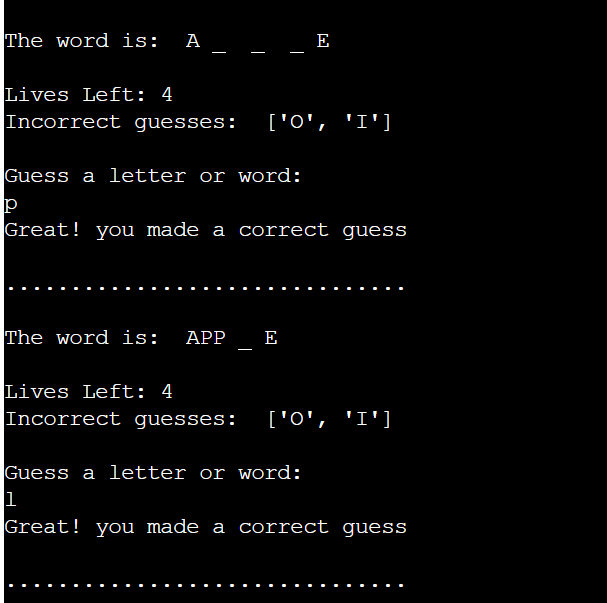 The word is:  A _  _  _ E
Lives Left: 4
Incorrect guesses:  ['O', 'I']
Guess a letter or word:
p
Great! you made a correct guess
...............................
The word is:  APP _ E
Lives Left: 4
Incorrect guesses:  ['O', 'I']
Guess a letter or word:
l
Great! you made a correct guess
...............................